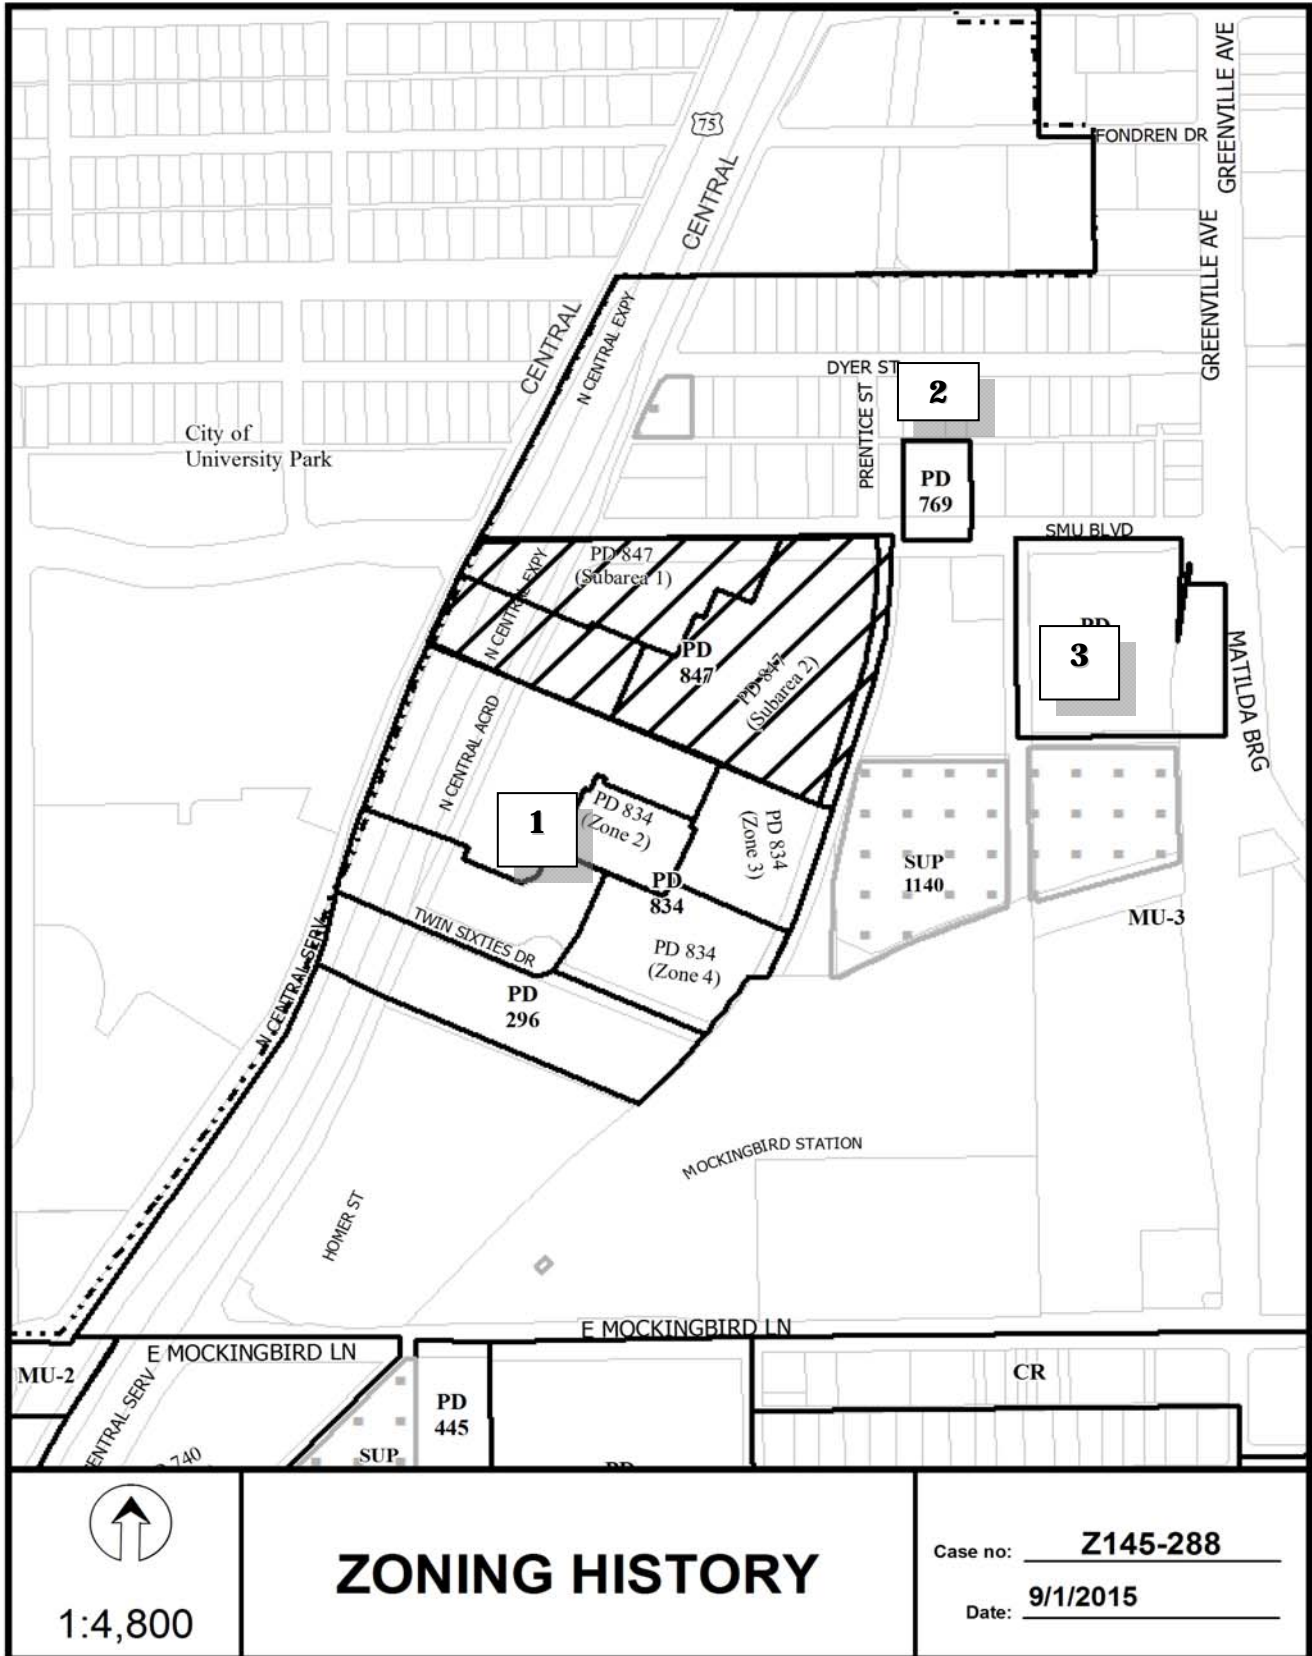 GREENVILLE AVE
75
FONDREN DR
CENTRAL
GREENVILLE AVE
N CENTRAL EXPY
CENTRAL
DYER ST
2
PRENTICE ST
City of
University Park
PD
769
SMU BLVD
PD 847
(Subarea 1)
N CENTRAL EXPY
PD
847
PD 847
(Subarea 2)
PD
3
MATILDA BRG
N CENTRAL ACRD
1
PD 834
(Zone 2)
PD 834
(Zone 3)
SUP
1140
PD
834
MU-3
TWIN SIXTIES DR
PD 834
(Zone 4)
N CENTRAL SERV
PD
296
MOCKINGBIRD STATION
HOMER ST
E MOCKINGBIRD LN
E MOCKINGBIRD LN
MU-2
CR
PD
445
SERV
740
SUP
PD
1:4,800
ZONING HISTORY
Case no: Z145-288
Date: 9/1/2015